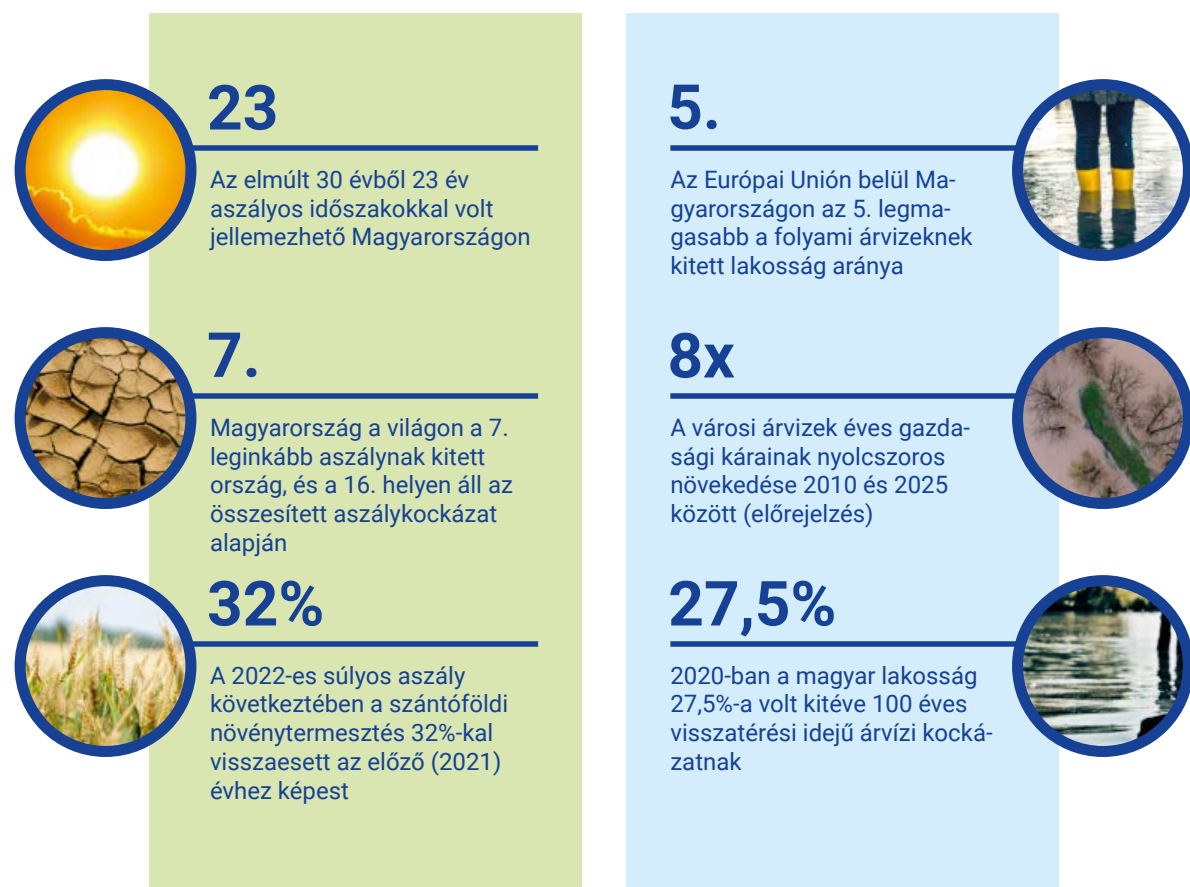 23
Az elmúlt 30 évből 23 év
aszályos időszakokkal volt
jellemezhető Magyarországon
7.
Magyarország a világon a 7.
leginkább aszálynak kitett
ország, és a 16. helyen áll az
összesített aszálykockázat
alapján
32%
A 2022-es súlyos aszály
következtében a szántóföldi
növénytermesztés 32%-kal
visszaesett az előző (2021)
évhez képest
5.
Az Európai Unión belül Ma-
gyarországon az 5. legma-
gasabb a folyami árvizeknek
kitett lakosság aránya
8x
A városi árvizek éves gazda-
sági kárainak nyolcszoros
növekedése 2010 és 2025
között (előrejelzés)
27,5%
2020-ban a magyar lakosság
27,5%-a volt kitéve 100 éves
visszatérési idejű árvízi kocká-
zatnak